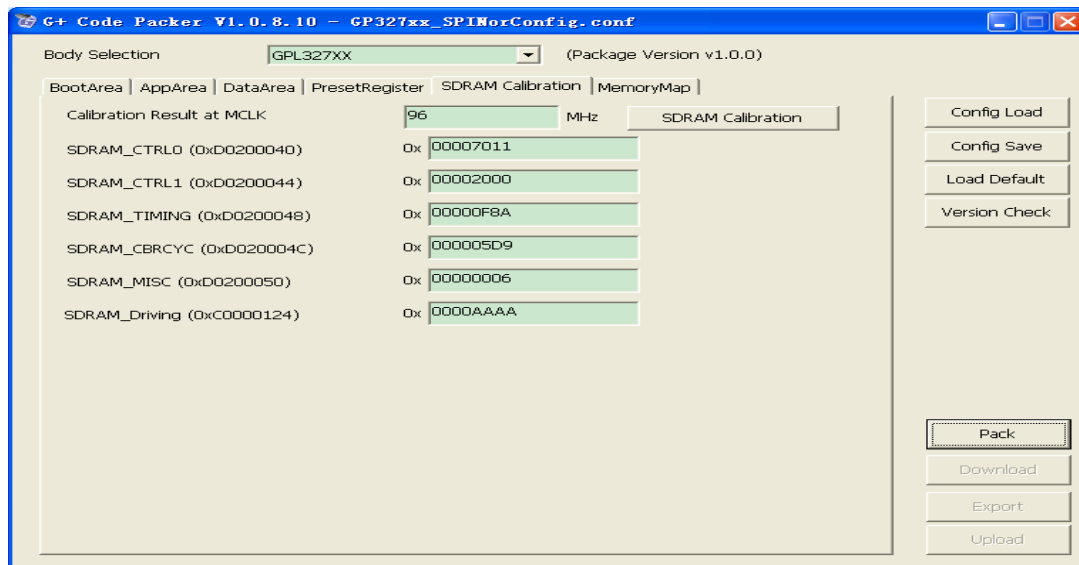 G+ Code Packer V1.0.8.10 - GP327xx_SPINorConfig.conf
Body Selection GPL327XX (Package Version v1.0.0)
BootArea AppArea DataArea PresetRegister SDRAM Calibration MemoryMap
Calibration Result at MCLK 96 MHz SDRAM Calibration
SDRAM_CTRL0 (0xD0200040) 0x 00007011
SDRAM_CTRL1 (0xD0200044) 0x 00002000
SDRAM_TIMING (0xD0200048) 0x 00000F8A
SDRAM_CBRCYC (0xD020004C) 0x 000005D9
SDRAM_MISC (0xD0200050) 0x 00000006
SDRAM_Driving (0xC0000124) 0x 0000AAAA
Config Load
Config Save
Load Default
Version Check
Pack
Download
Export
Upload